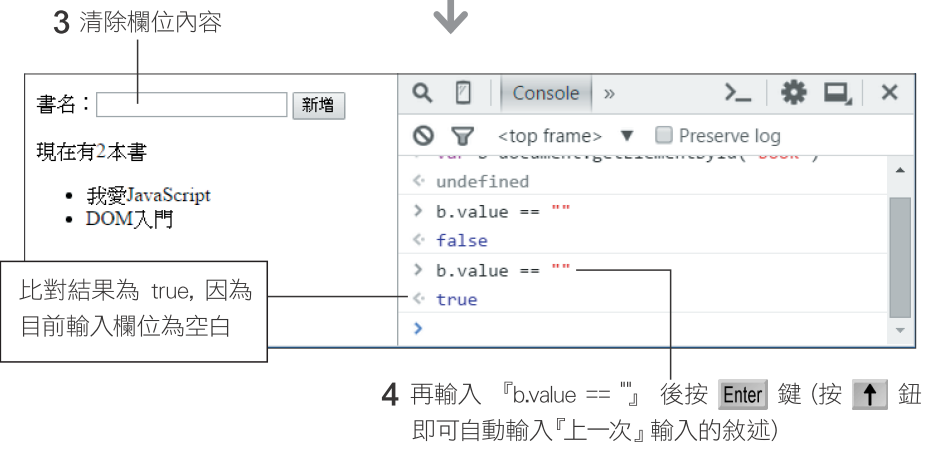 3 清除欄位內容
書名：
新增
現在有2本書
• 我愛JavaScript
• DOM入門
比對結果為 true, 因為
目前輸入欄位為空白
Console »
<top frame> ▼ Preserve log
> var b document.getElementById("book")
undefined
> b.value == ""
false
> b.value == ""
true
>
4 再輸入 『b.value == ""』 後按 Enter 鍵 (按 ↑ 鈕
即可自動輸入『上一次』輸入的敘述)